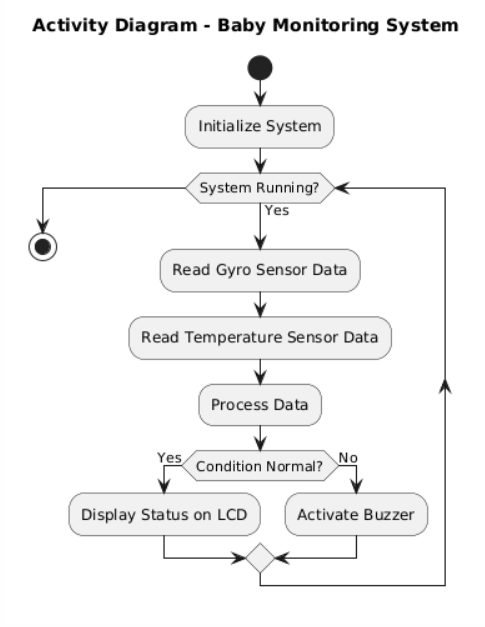 Activity Diagram - Baby Monitoring System
Initialize System
System Running?
Yes
Read Gyro Sensor Data
Read Temperature Sensor Data
Process Data
Yes
Condition Normal?
No
Display Status on LCD
Activate Buzzer